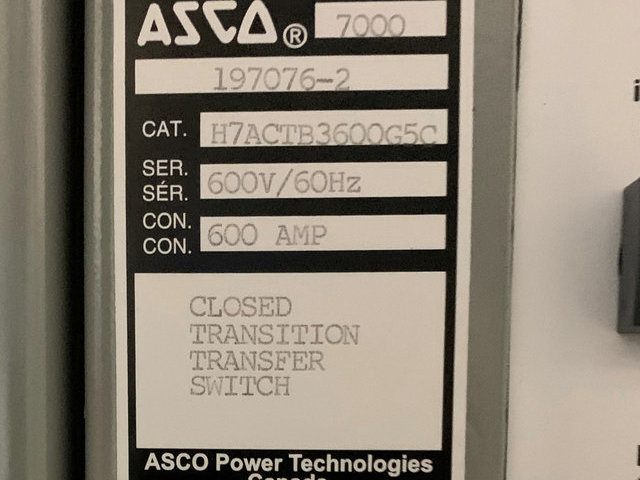 ASCO® 7000
197076-2
CAT. H7ACTB3600G5C
SER. 600V/60Hz
SÉR.
CON. 600 AMP
CON.
CLOSED
TRANSITION
TRANSFER
SWITCH
ASCO Power Technologies
Canada